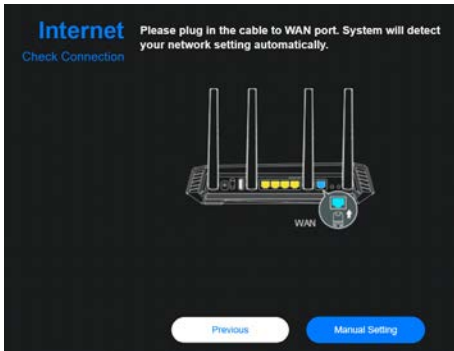 Internet
Check Connection
Please plug in the cable to WAN port. System will detect
your network setting automatically.
WAN
Previous
Manual Setting